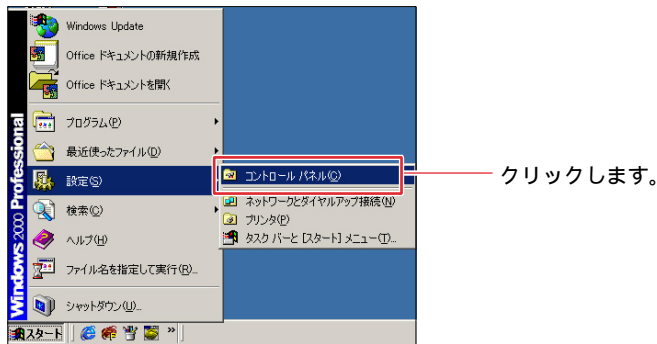 Windows Update
Office ドキュメントの新規作成
Office ドキュメントを開く
プログラム(P)
最近使ったファイル(D)
設定(S)
検索(C)
ヘルプ(H)
ファイル名を指定して実行(R)...
シャットダウン(U)...
Windows 2000 Professional
コントロール パネル(C)
ネットワークとダイヤルアップ接続(N)
プリンタ(P)
タスク バーと [スタート] メニュー(T)...
クリックします。
スタート
»